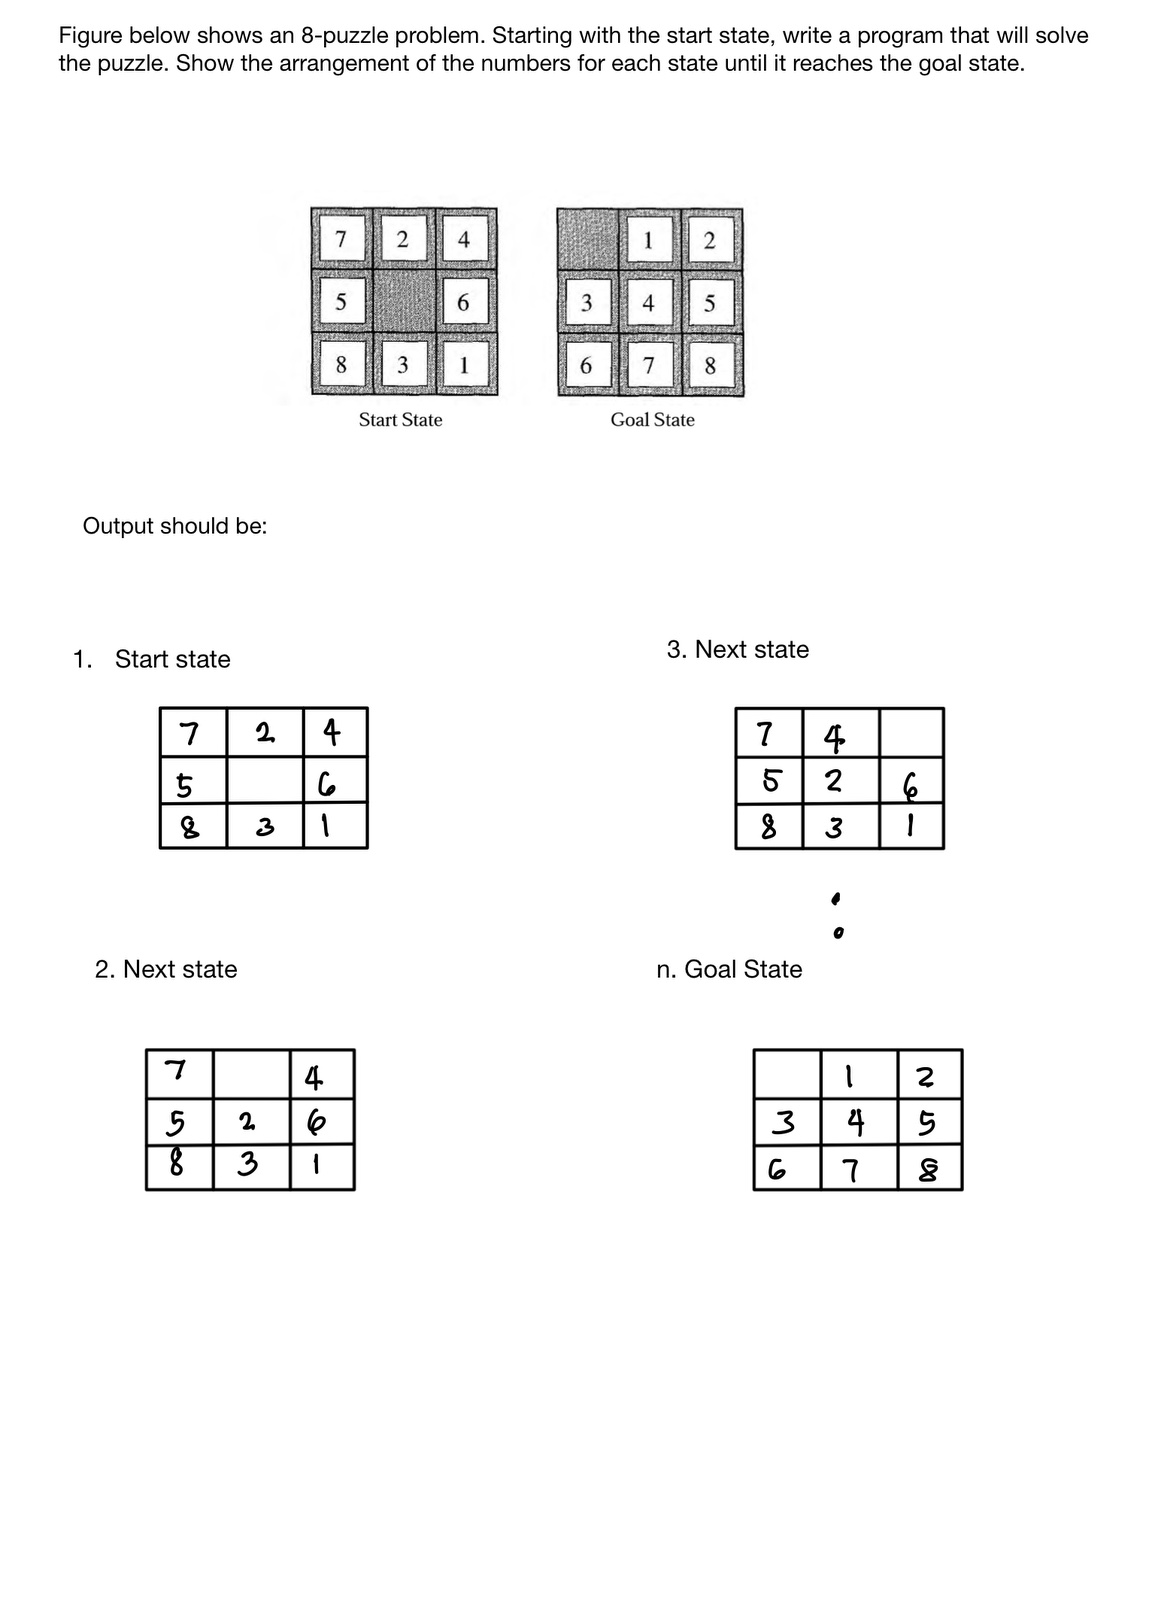 Figure below shows an 8-puzzle problem. Starting with the start state, write a program that will solve
the puzzle. Show the arrangement of the numbers for each state until it reaches the goal state.
7 2 4
5 6
8 3 1
Start State
1 2
3 4 5
6 7 8
Goal State
Output should be:
1. Start state
7 2 4
5 6
8 3 1
2. Next state
7 4
5 2 6
8 3 1
3. Next state
7 4
5 2 6
8 3 1
n. Goal State
1 2
3 4 5
6 7 8